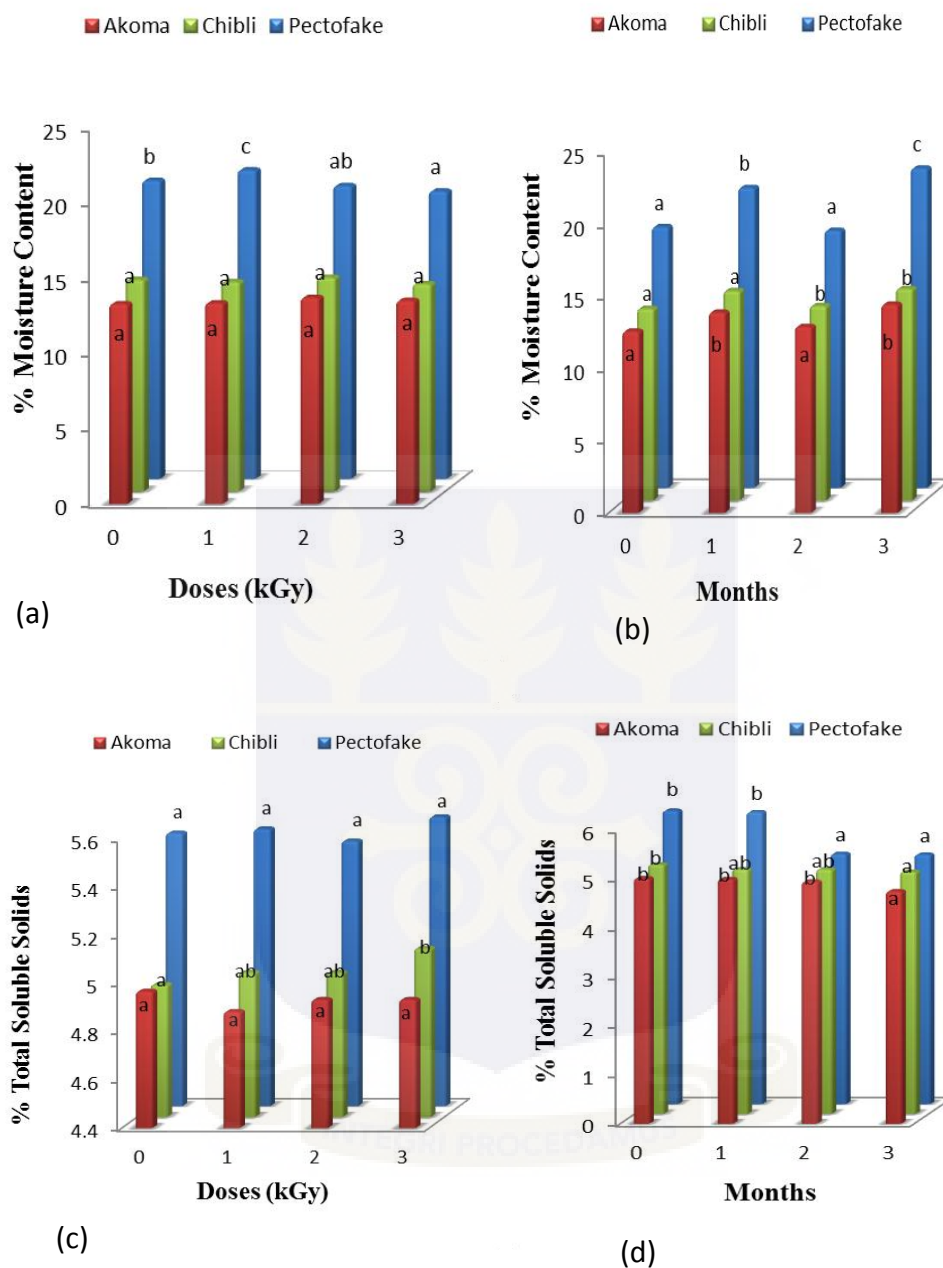 Akoma Chibli Pectofake
25
20
15
10
5
0
% Moisture Content
b c ab a
a a a a
a a a a
0 1 2 3
Doses (kGy)
(a)
Akoma Chibli Pectofake
25
20
15
10
5
0
% Moisture Content
a b a c
a a b b
a b a b
0 1 2 3
Months
(b)
Akoma Chibli Pectofake
5.6
5.4
5.2
5
4.8
4.6
4.4
% Total Soluble Solids
a a a a
a ab ab b
a a a a
0 1 2 3
Doses (kGy)
(c)
Akoma Chibli Pectofake
6
5
4
3
2
1
0
% Total Soluble Solids
b b a a
b ab ab a
b b b a
0 1 2 3
Months
(d)
INTEGRI PROCEDAMUS